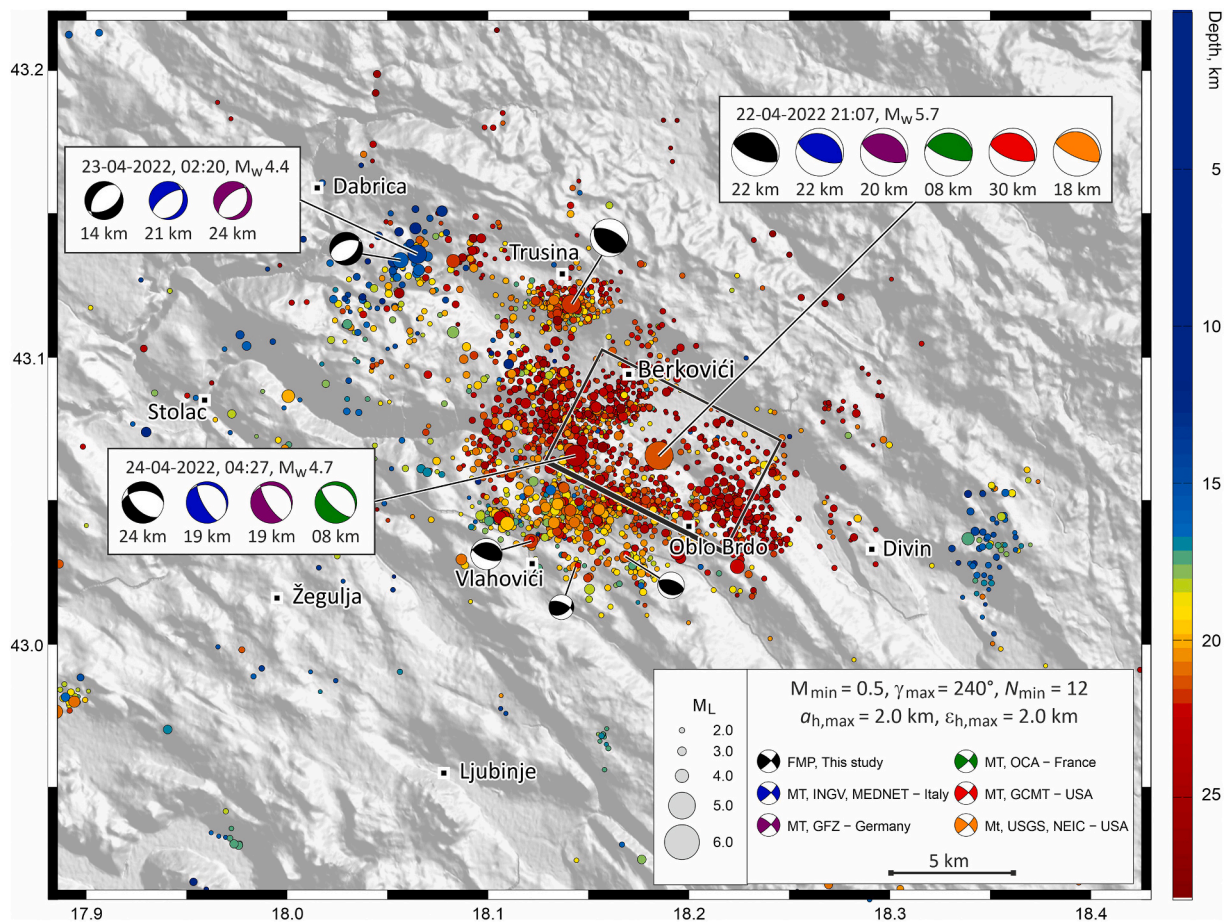 Depth, km
43.2
43.1
43.0
17.9
18.0
18.1
18.2
18.3
18.4
5
10
15
20
25
22-04-2022 21:07, Mw 5.7
22 km
22 km
20 km
08 km
30 km
18 km
23-04-2022, 02:20, Mw 4.4
14 km
21 km
24 km
Dabrica
Trusina
Berkovići
Stolac
24-04-2022, 04:27, Mw 4.7
24 km
19 km
19 km
08 km
Oblo Brdo
Divin
Vlahovići
Žegulja
Ljubinje
ML
2.0
3.0
4.0
5.0
6.0
Mmin = 0.5, γmax = 240°, Nmin = 12
ah,max = 2.0 km, εh,max = 2.0 km
FMP, This study
MT, INGV, MEDNET – Italy
MT, GFZ – Germany
MT, OCA – France
MT, GCMT – USA
Mt, USGS, NEIC – USA
5 km